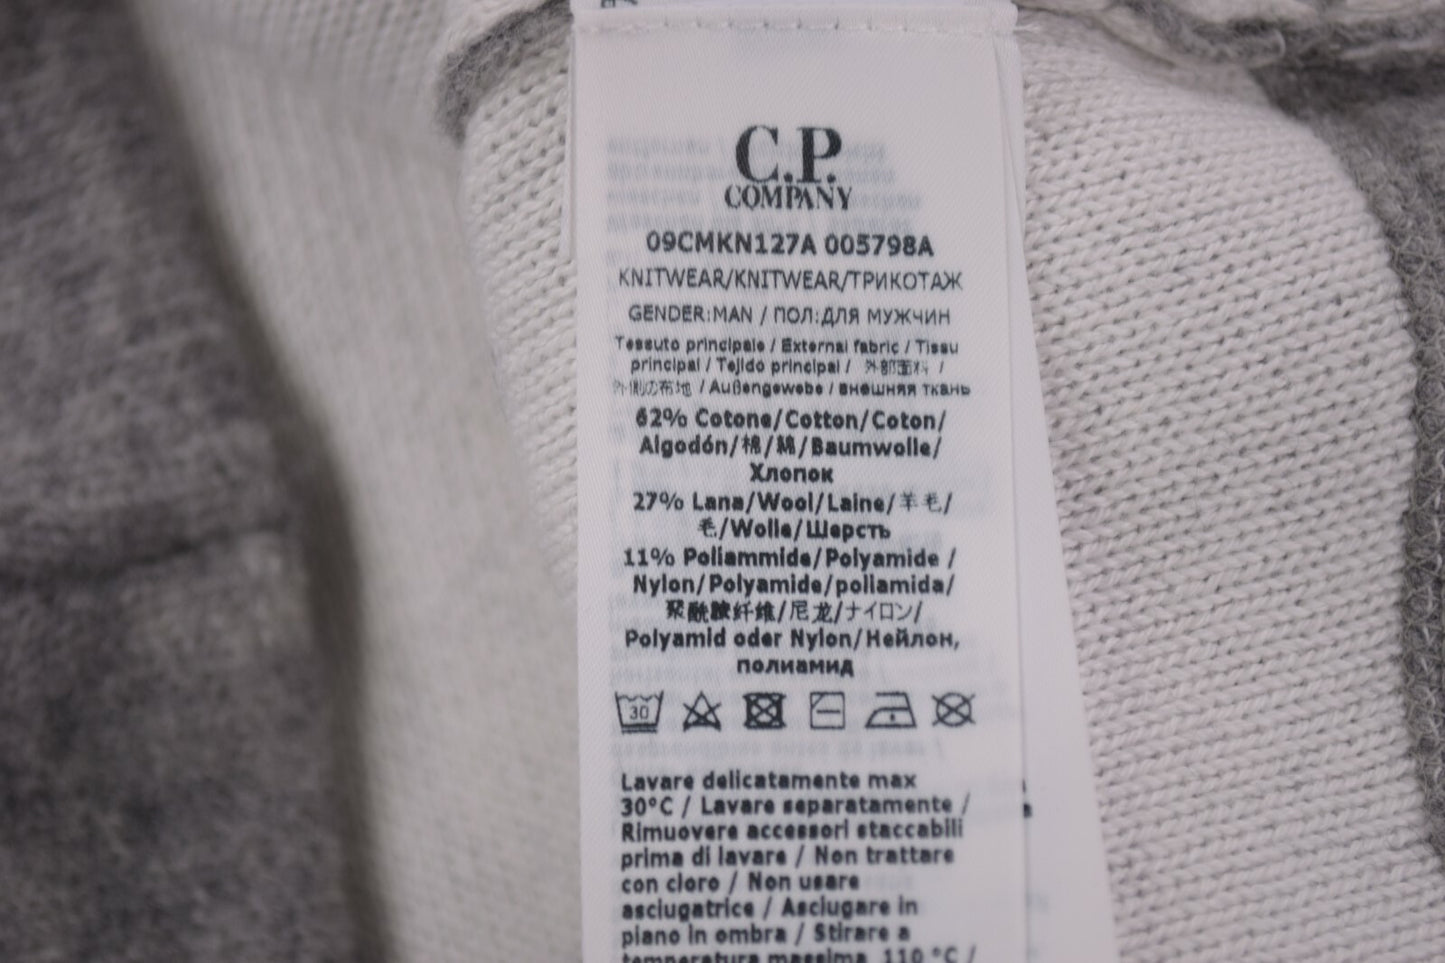 C.P.
COMPANY
09CMKN127A 005798A
KNITWEAR/KNITWEAR/ТРИКОТАЖ
GENDER:MAN / ПОЛ:ДЛЯ МУЖЧИН
Tessuto principale / External fabric / Tissu
principal / Tejido principal / 外部面料 /
外側の布地 / Außengewebe / внешняя ткань
62% Cotone/Cotton/Coton/
Algodón/棉/綿/Baumwolle/
Хлопок
27% Lana/Wool/Laine/羊毛/
毛/Wolle/Шерсть
11% Poliammide/Polyamide /
Nylon/Polyamide/poliamida/
聚酰胺纤维/尼龙/ナイロン/
Polyamid oder Nylon/Нейлон,
полиамид
30
Lavare delicatamente max
30°C / Lavare separatamente /
Rimuovere accessori staccabili
prima di lavare / Non trattare
con cloro / Non usare
asciugatrice / Asciugare in
piano in ombra / Stirare a
temperatura massima 110 °C /